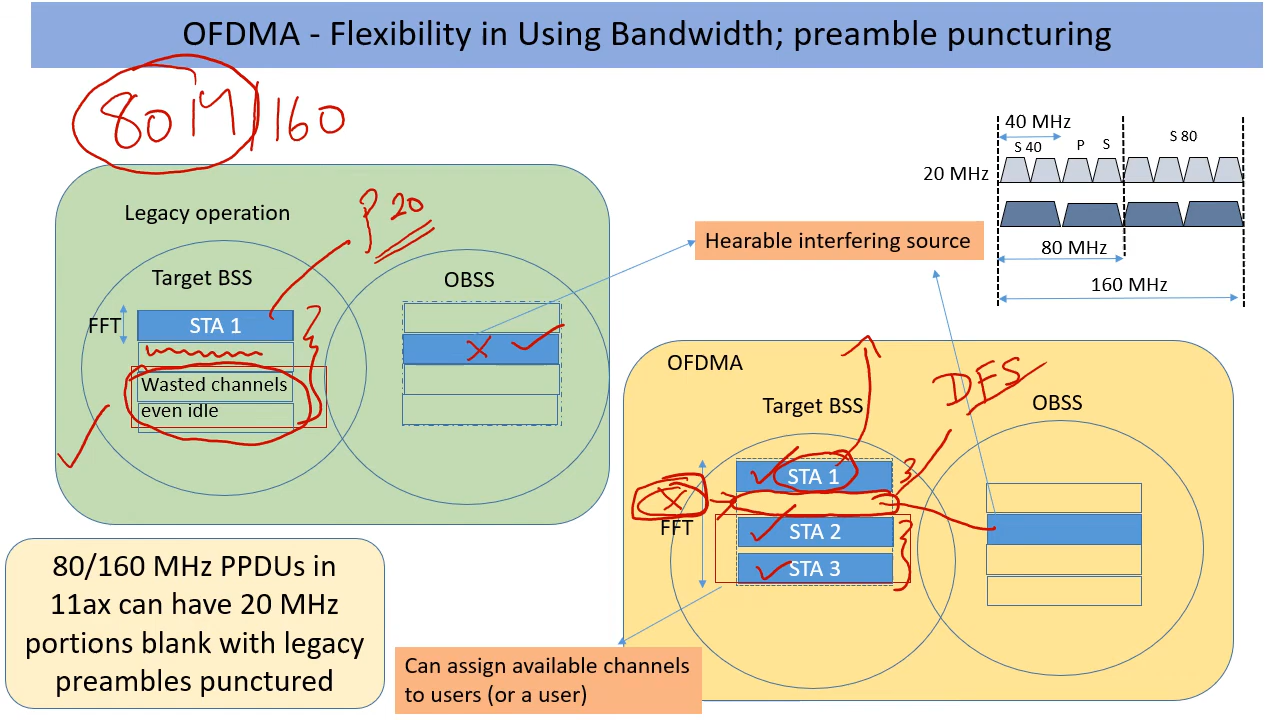 OFDMA - Flexibility in Using Bandwidth; preamble puncturing
80 1/160
40 MHz
S 40
P
S
S 80
20 MHz
80 MHz
160 MHz
Legacy operation
P 20
Target BSS
OBSS
FFT
STA 1
Wasted channels
even idle
X
Hearable interfering source
OFDMA
DFS
Target BSS
OBSS
STA 1
X
FFT
STA 2
STA 3
80/160 MHz PPDUs in
11ax can have 20 MHz
portions blank with legacy
preambles punctured
Can assign available channels
to users (or a user)